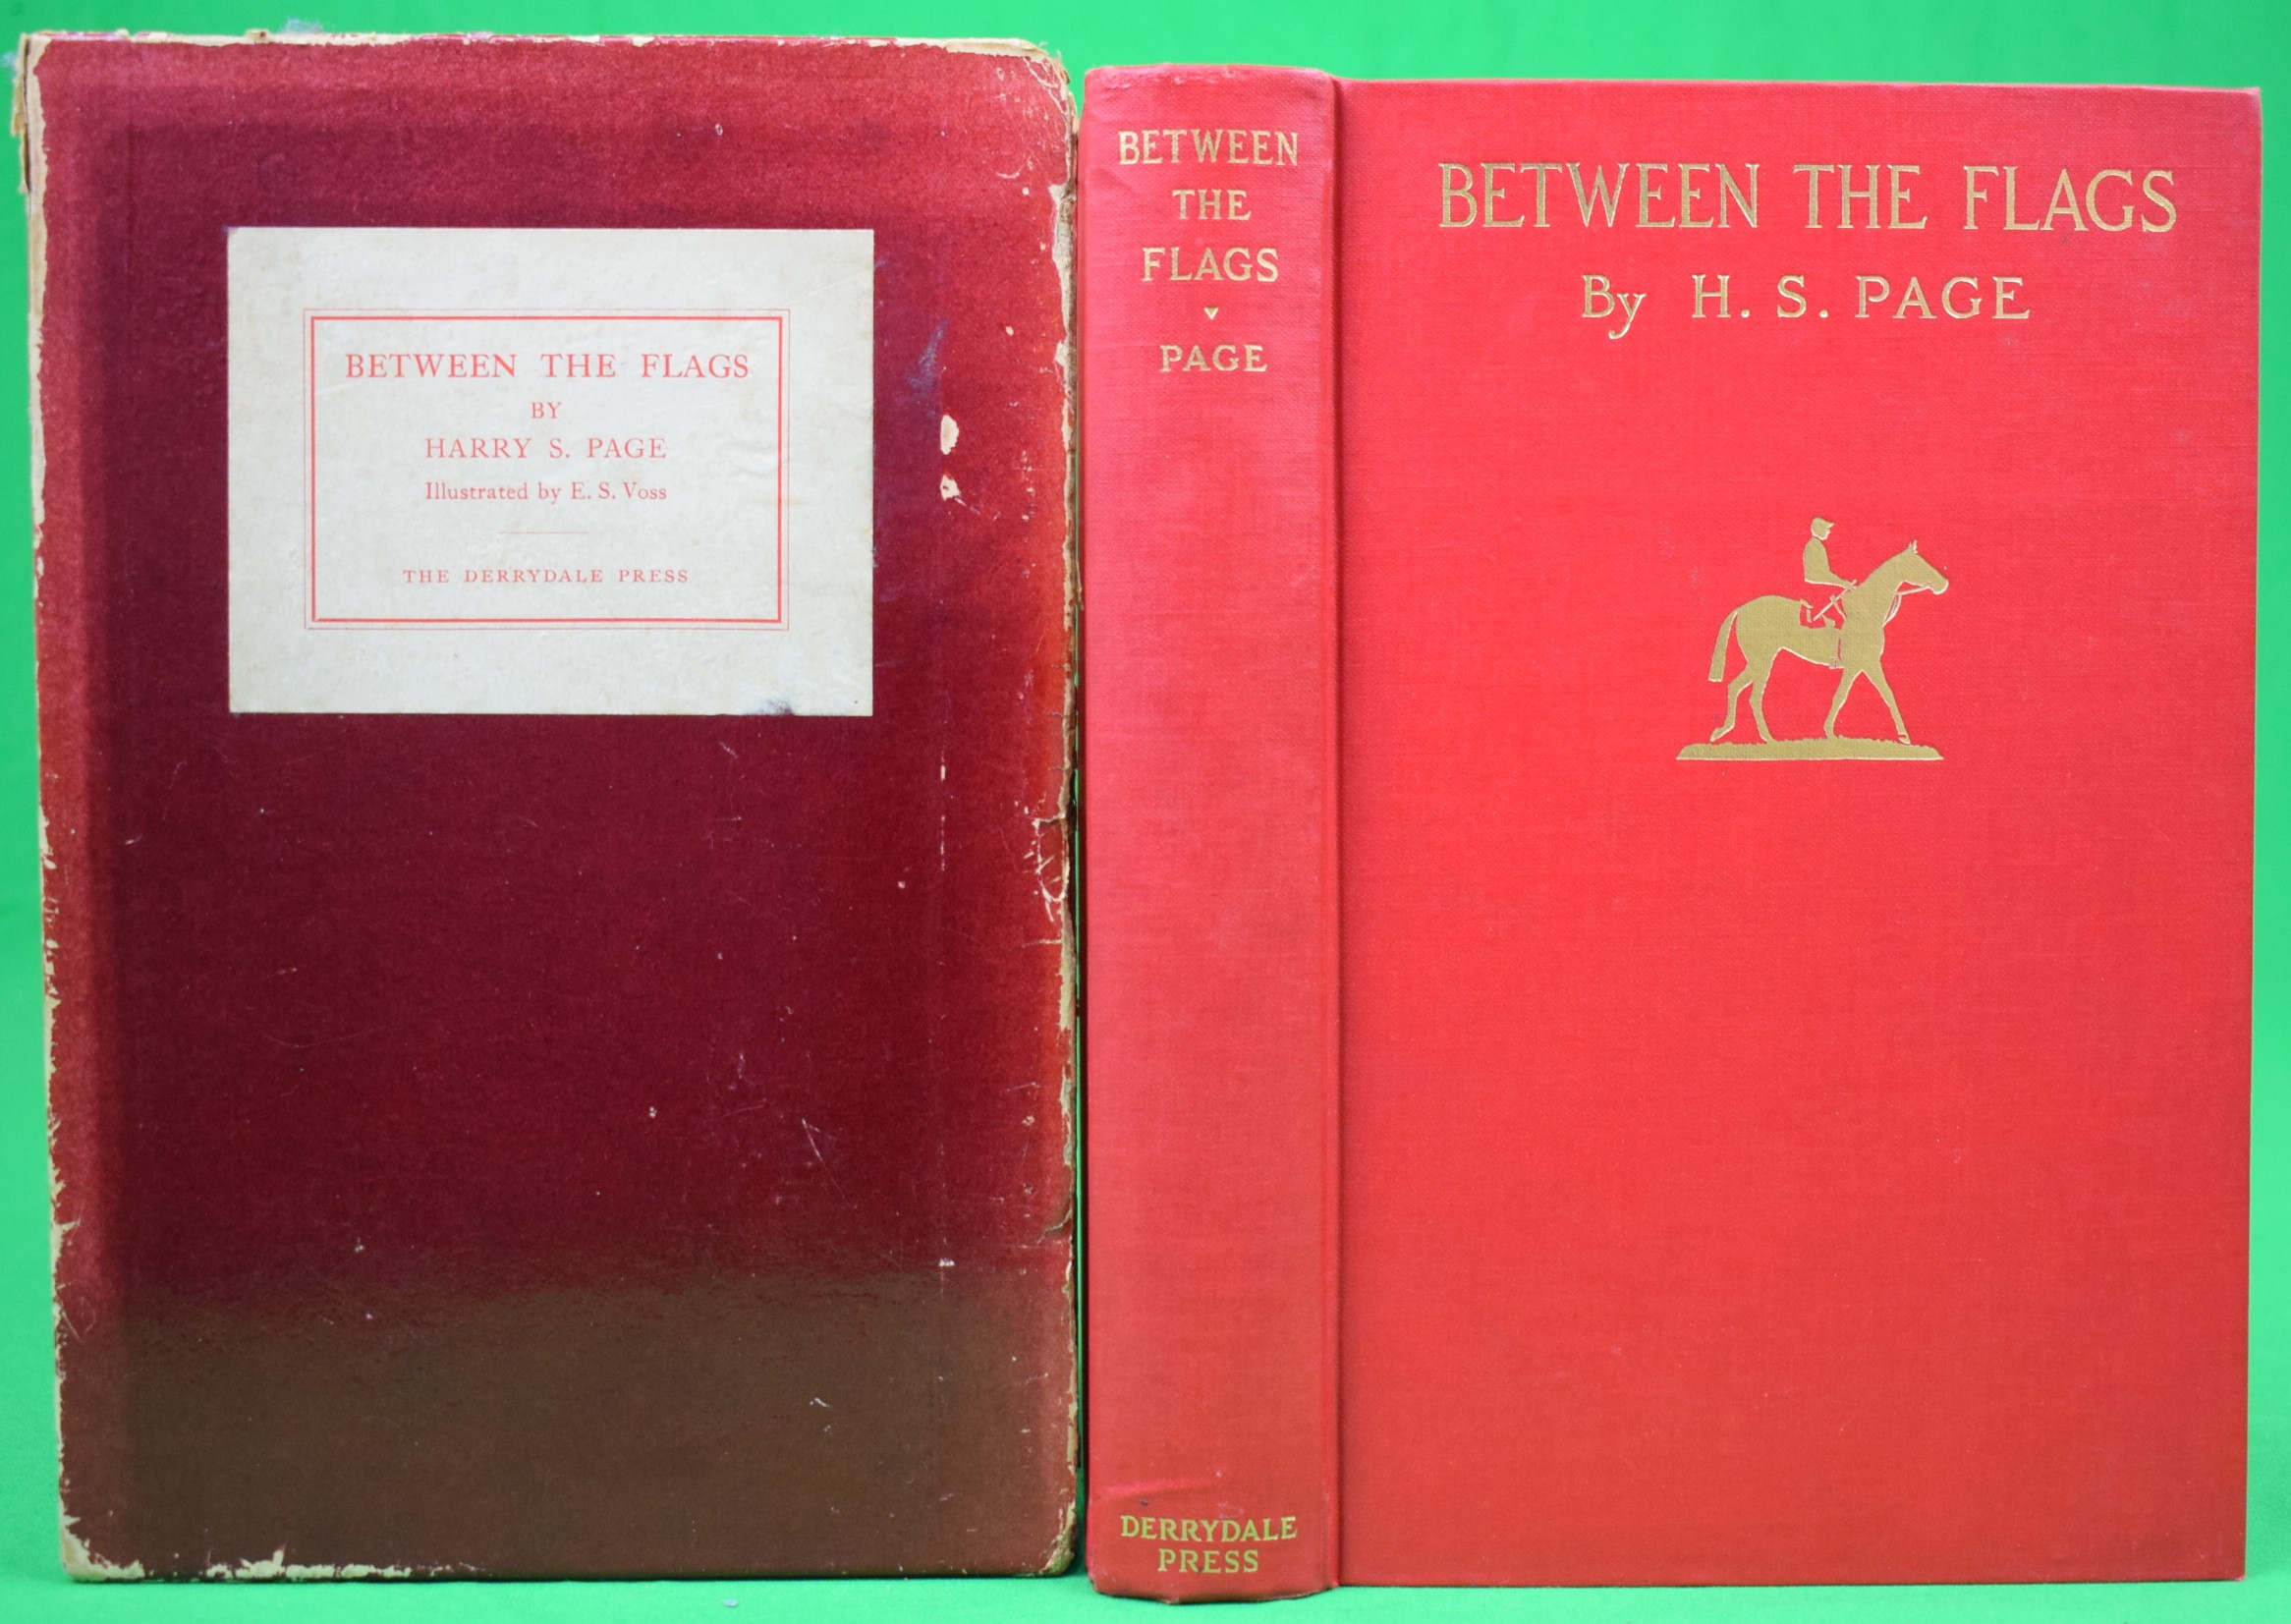 BETWEEN THE FLAGS
BY
HARRY S. PAGE
Illustrated by E. S. Voss
THE DERRYDALE PRESS
BETWEEN
THE
FLAGS
PAGE
DERRYDALE
PRESS
BETWEEN THE FLAGS
By H. S. PAGE